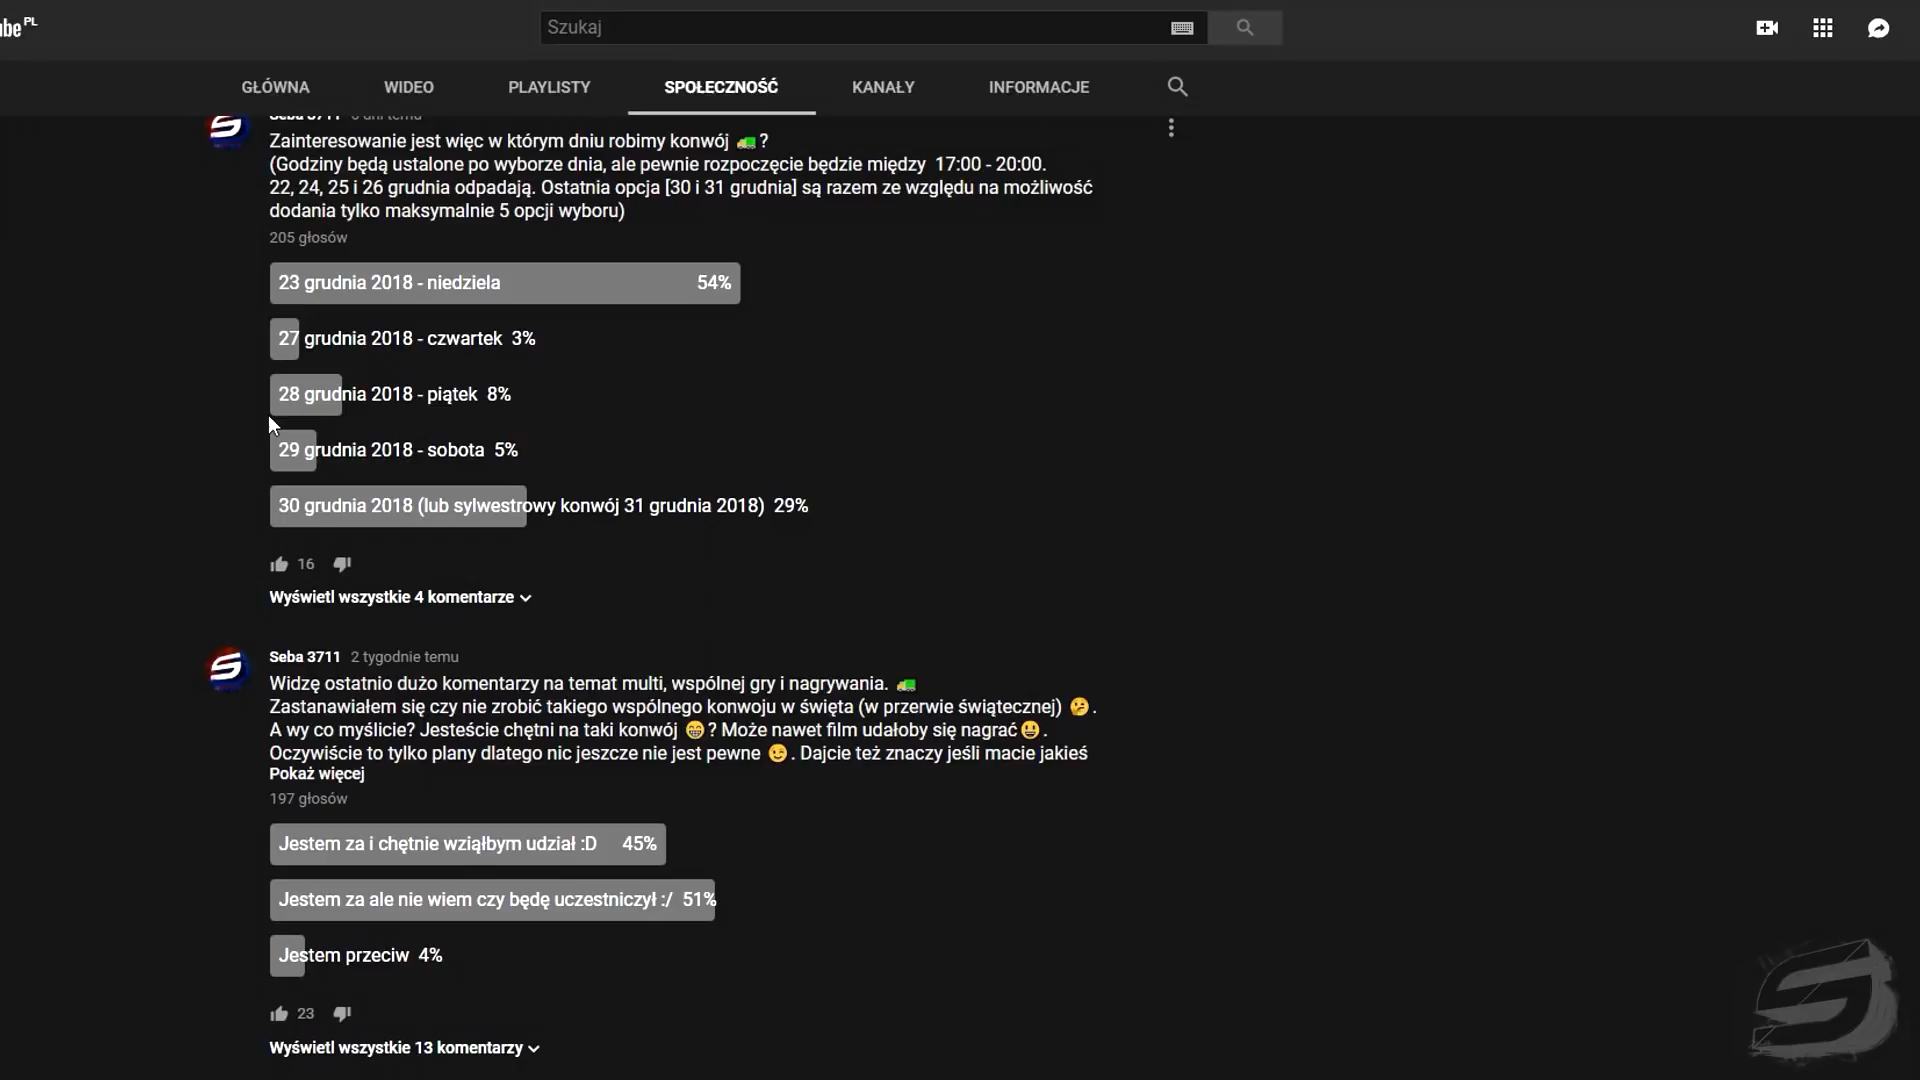 ube PL
Szukaj
GŁÓWNA
WIDEO
PLAYLISTY
SPOŁECZNOŚĆ
KANAŁY
INFORMACJE
Seba 3711
Zainteresowanie jest więc w którym dniu robimy konwój 🚛?
(Godziny będą ustalone po wyborze dnia, ale pewnie rozpoczęcie będzie między 17:00 - 20:00.
22, 24, 25 i 26 grudnia odpadają. Ostatnia opcja [30 i 31 grudnia] są razem ze względu na możliwość
dodania tylko maksymalnie 5 opcji wyboru)
205 głosów
23 grudnia 2018 - niedziela 54%
27 grudnia 2018 - czwartek 3%
28 grudnia 2018 - piątek 8%
29 grudnia 2018 - sobota 5%
30 grudnia 2018 (lub sylwestrowy konwój 31 grudnia 2018) 29%
16
Wyświetl wszystkie 4 komentarze
Seba 3711 2 tygodnie temu
Widzę ostatnio dużo komentarzy na temat multi, wspólnej gry i nagrywania. 🚛
Zastanawiałem się czy nie zrobić takiego wspólnego konwoju w święta (w przerwie świątecznej) 🤔.
A wy co myślicie? Jesteście chętni na taki konwój 😁? Może nawet film udałoby się nagrać😃.
Oczywiście to tylko plany dlatego nic jeszcze nie jest pewne 😉. Dajcie też znaczy jeśli macie jakieś
Pokaż więcej
197 głosów
Jestem za i chętnie wziąłbym udział :D 45%
Jestem za ale nie wiem czy będę uczestniczył :/ 51%
Jestem przeciw 4%
23
Wyświetl wszystkie 13 komentarzy